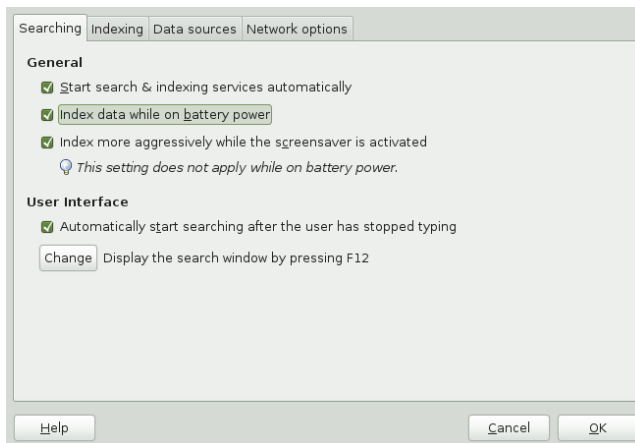 Searching Indexing Data sources Network options
General
Start search & indexing services automatically
Index data while on battery power
Index more aggressively while the screensaver is activated
This setting does not apply while on battery power.
User Interface
Automatically start searching after the user has stopped typing
Change Display the search window by pressing F12
Help Cancel OK